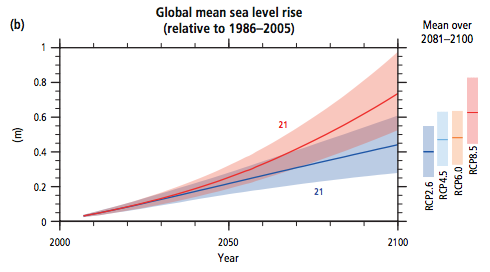 (b)
Global mean sea level rise
(relative to 1986–2005)
Mean over
2081–2100
1
0.8
0.6
0.4
0.2
0
(m)
21
21
2000
2050
2100
Year
RCP2.6
RCP4.5
RCP6.0
RCP8.5